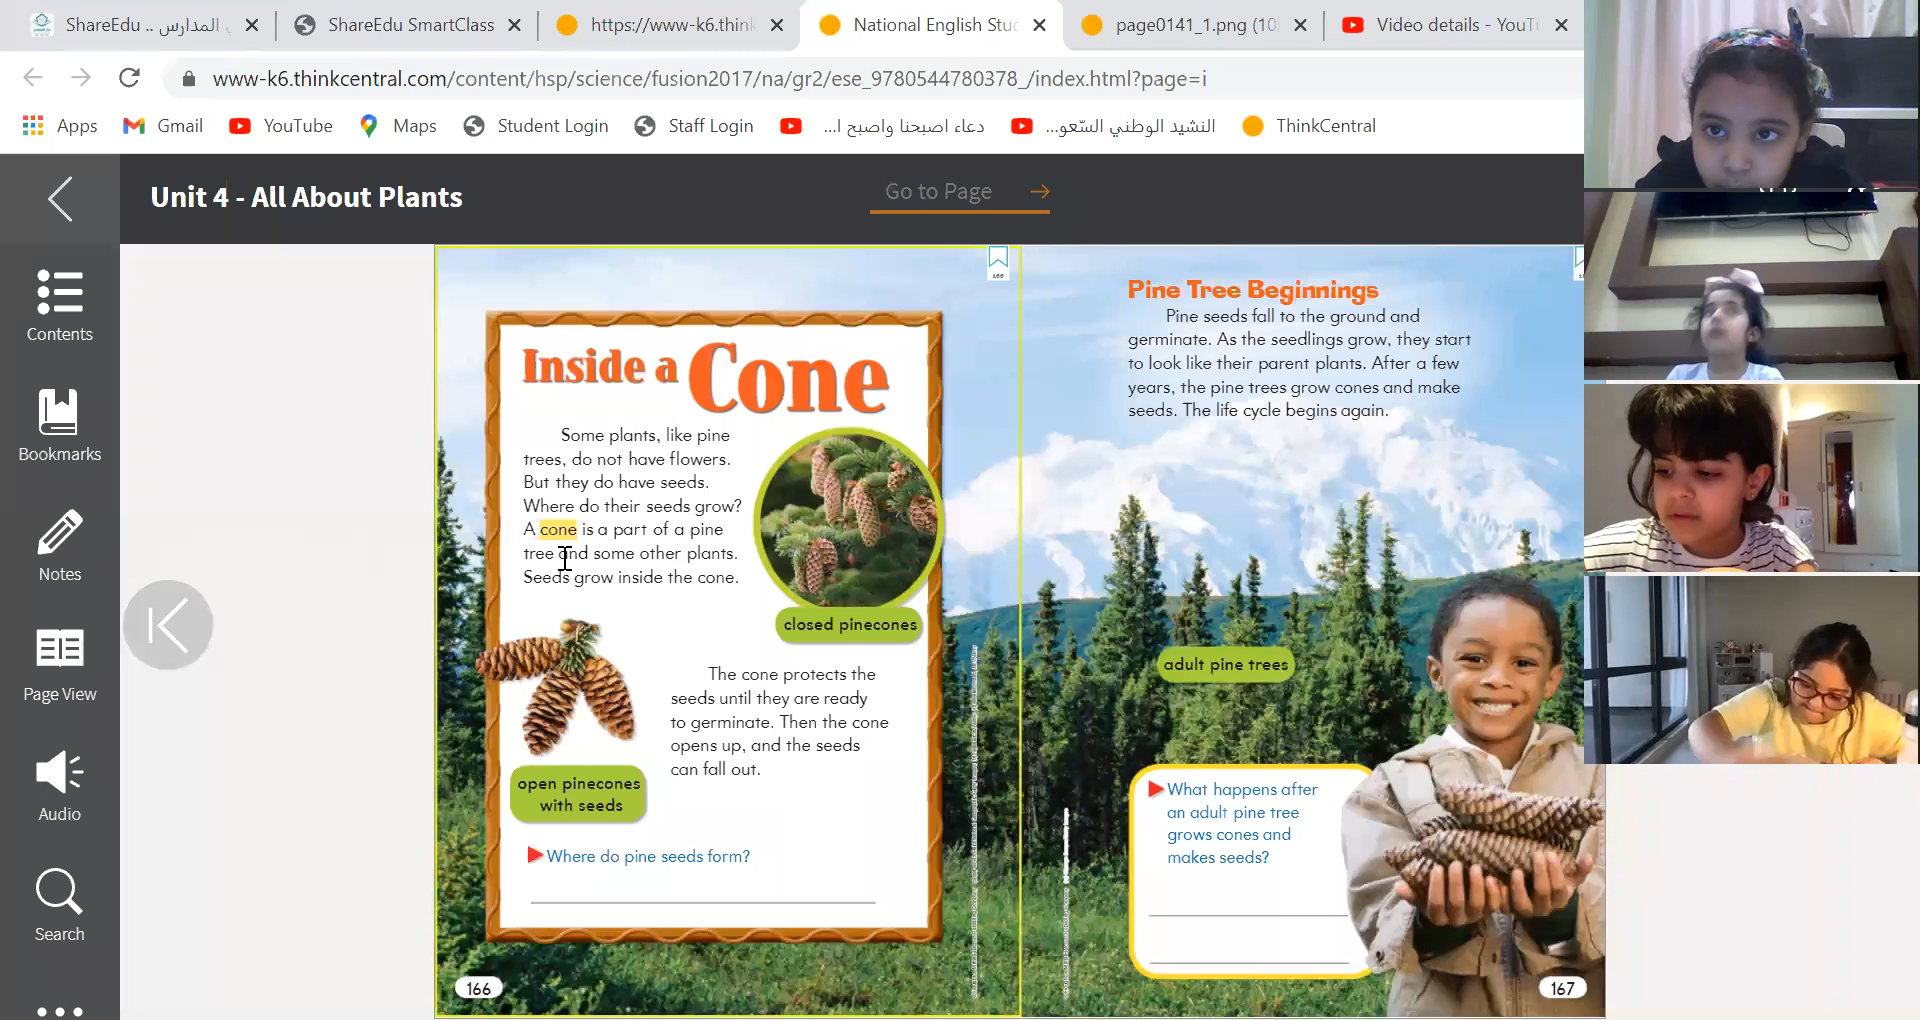 ShareEdu .. ي المدارس
ShareEdu SmartClass
https://www-k6.think
National English Stud
page0141_1.png (10
Video details - YouT
www-k6.thinkcentral.com/content/hsp/science/fusion2017/na/gr2/ese_9780544780378_/index.html?page=i
Apps
Gmail
YouTube
Maps
Student Login
Staff Login
دعاء اصبحنا واصبح ا...
النشيد الوطني السّعو...
ThinkCentral
Unit 4 - All About Plants
Go to Page
Contents
Bookmarks
Notes
Page View
Audio
Search
166
Inside a Cone
Some plants, like pine
trees, do not have flowers.
But they do have seeds.
Where do their seeds grow?
A cone is a part of a pine
tree and some other plants.
Seeds grow inside the cone.
closed pinecones
The cone protects the
seeds until they are ready
to germinate. Then the cone
opens up, and the seeds
can fall out.
open pinecones
with seeds
Where do pine seeds form?
166
Pine Tree Beginnings
Pine seeds fall to the ground and
germinate. As the seedlings grow, they start
to look like their parent plants. After a few
years, the pine trees grow cones and make
seeds. The life cycle begins again.
adult pine trees
What happens after
an adult pine tree
grows cones and
makes seeds?
167